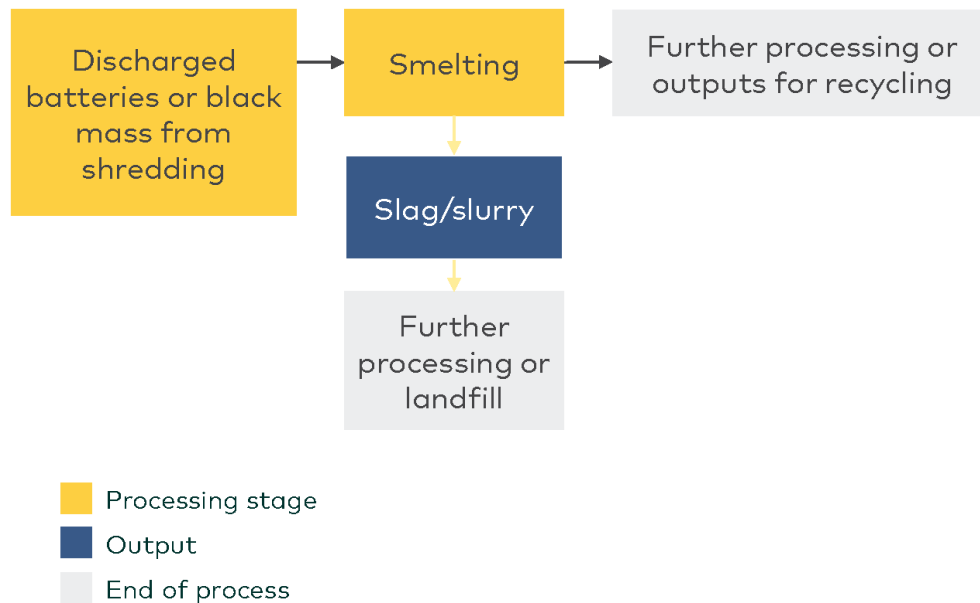 Discharged
batteries or black
mass from
shredding
Smelting
Further processing or
outputs for recycling
Slag/slurry
Further
processing or
landfill
Processing stage
Output
End of process